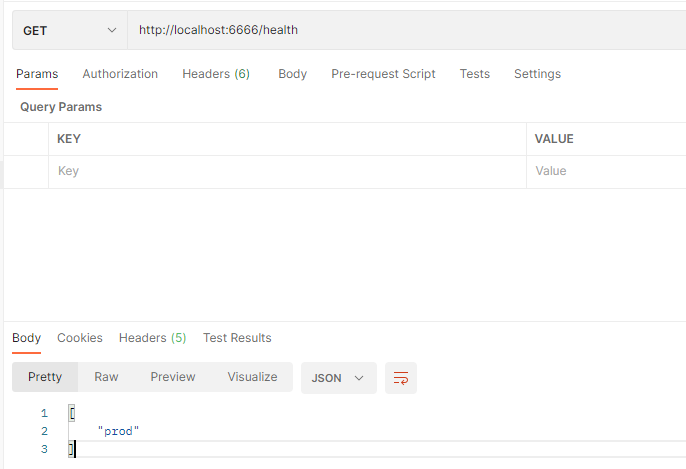 GET http://localhost:6666/health
Params Authorization Headers (6) Body Pre-request Script Tests Settings
Query Params
KEY VALUE
Key Value
Body Cookies Headers (5) Test Results
Pretty Raw Preview Visualize JSON
1 [
2 "prod"
3 ]